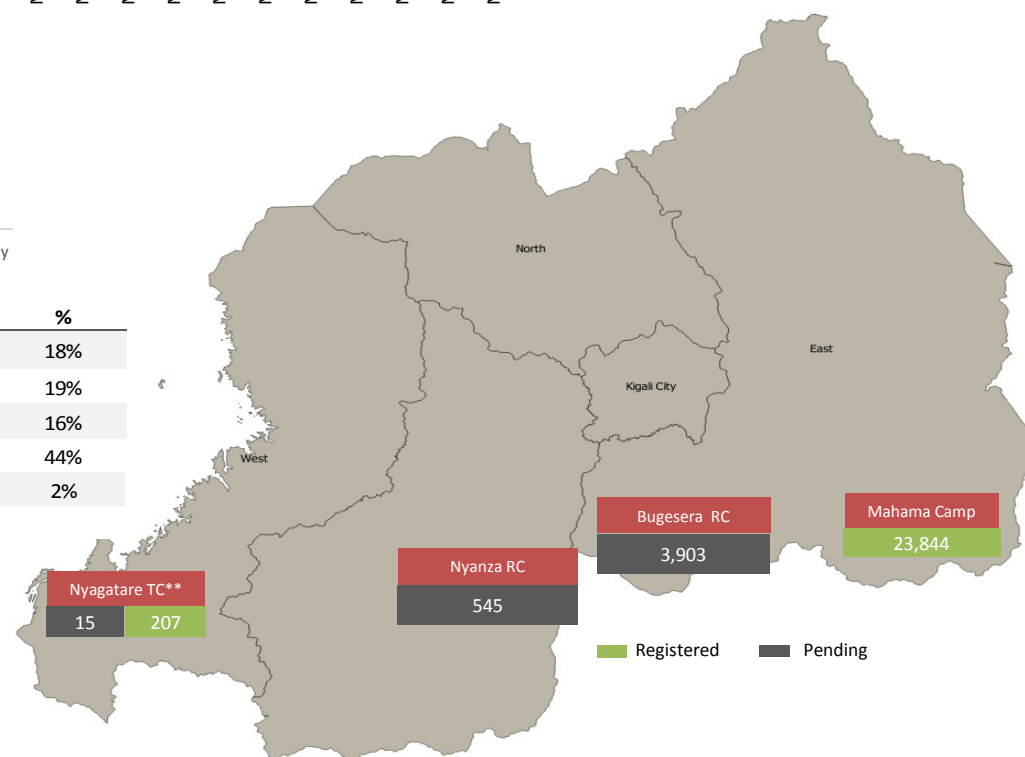 y
%
18%
19%
16%
44%
2%
North
East
Kigali City
West
Mahama Camp
23,844
Bugesera RC
3,903
Nyanza RC
545
Nyagatare TC**
15 207
Registered Pending